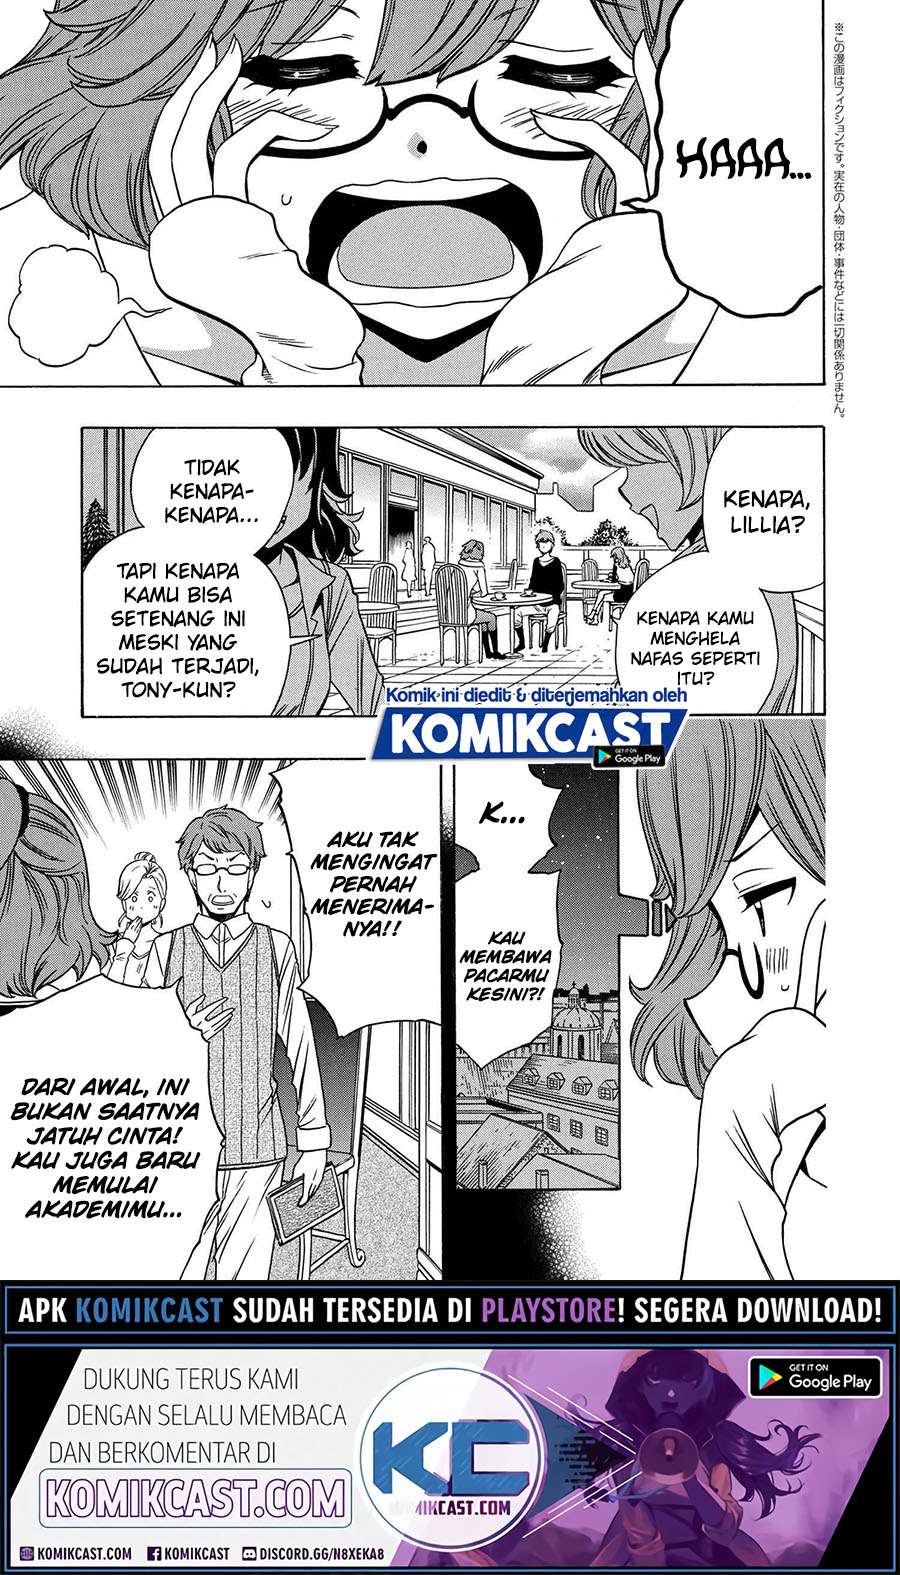 ※この漫画はフィクションです。実在の人物・団体・事件などには一切関係ありません。
HAAA...
KENAPA,
LILLIA?
KENAPA KAMU
MENGHELA
NAFAS SEPERTI
ITU?
TIDAK
KENAPA-
KENAPA...
TAPI KENAPA
KAMU BISA
SETENANG INI
MESKI YANG
SUDAH TERJADI,
TONY-KUN?
Komik ini diedit & diterjemahkan oleh
KOMIKCAST
GET IT ON
Google Play
K...
KAU
MEMBAWA
PACARMU
KESINI?!
AKU TAK
MENGINGAT
PERNAH
MENERIMA-
NYA!!
DARI AWAL, INI
BUKAN SAATNYA
JATUH CINTA!
KAU JUGA BARU
MEMULAI
AKADEMIMU...
APK KOMIKCAST SUDAH TERSEDIA DI PLAYSTORE! SEGERA DOWNLOAD!
DUKUNG TERUS KAMI
DENGAN SELALU MEMBACA
DAN BERKOMENTAR DI
KOMIKCAST.COM
KOMIKCAST.COM KOMIKCAST DISCORD.GG/N8XEKA8
KC
GET IT ON
Google Play